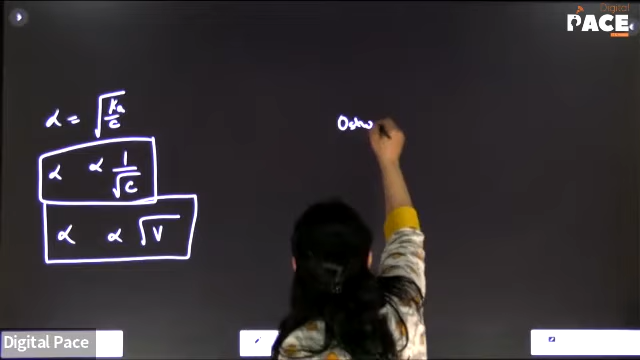 Digital
PACE
α = √(Ka/c)
α α 1/√c
α α √V
Ostw
Digital Pace